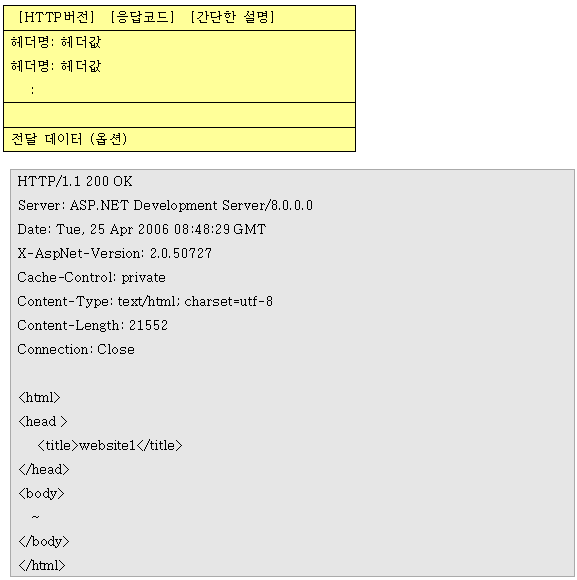 [HTTP버전] [응답코드] [간단한 설명]
헤더명: 헤더값
헤더명: 헤더값
:
전달 데이터 (옵션)
HTTP/1.1 200 OK
Server: ASP.NET Development Server/8.0.0.0
Date: Tue, 25 Apr 2006 08:48:29 GMT
X-AspNet-Version: 2.0.50727
Cache-Control: private
Content-Type: text/html; charset=utf-8
Content-Length: 21552
Connection: Close
<html>
<head >
<title>website1</title>
</head>
<body>
~
</body>
</html>